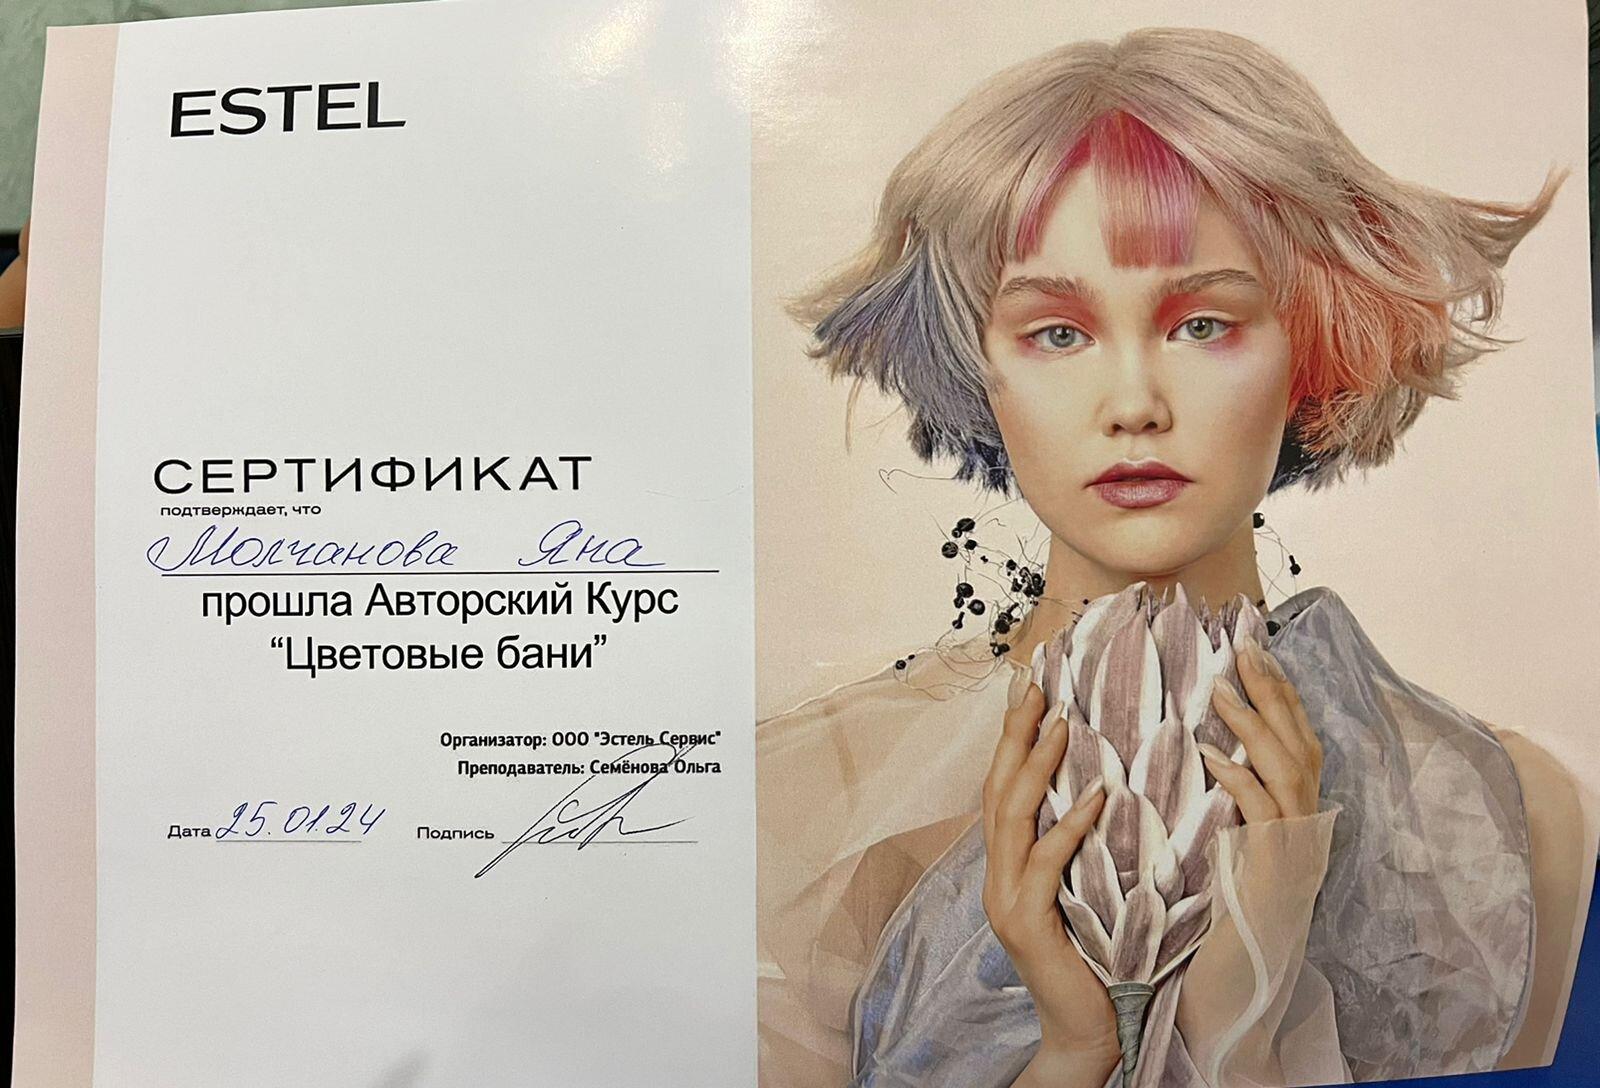 ESTEL
СЕРТИФИКАТ
подтверждает, что
Молчанова Яна
прошла Авторский Курс
“Цветовые бани”
Организатор: ООО "Эстель Сервис"
Преподаватель: Семёнова Ольга
Дата 25.01.24 Подпись